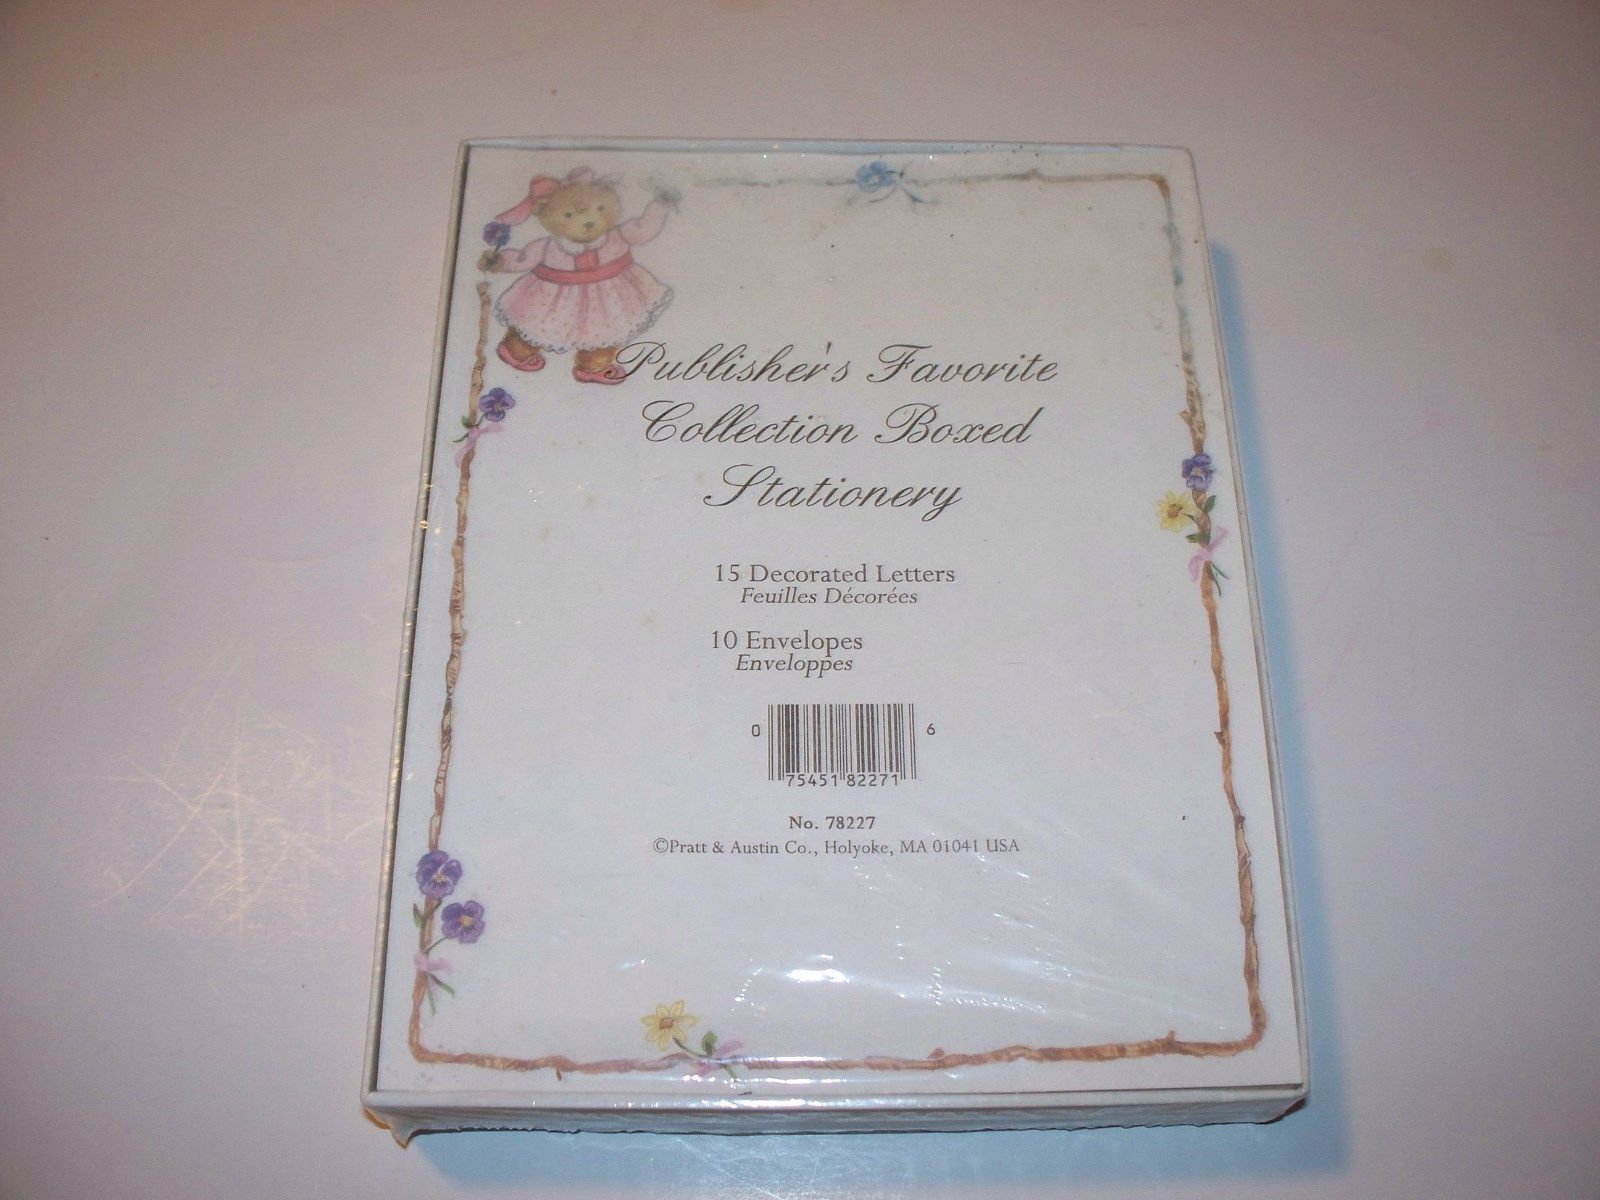 Publisher's Favorite
Collection Boxed
Stationery
15 Decorated Letters
Feuilles Décorées
10 Envelopes
Enveloppes
0 75451 82271 6
No. 78227
©Pratt & Austin Co., Holyoke, MA 01041 USA